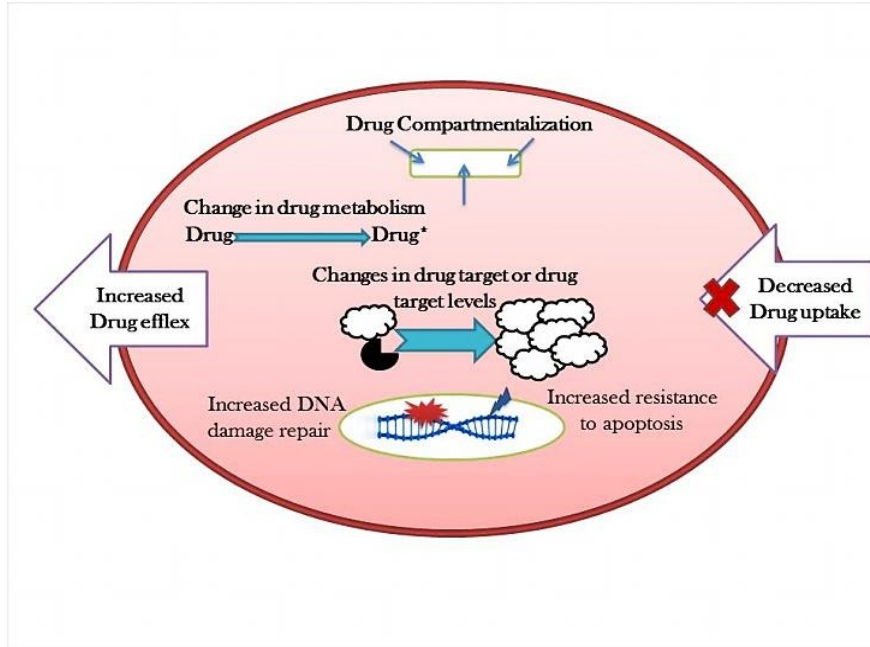 Drug Compartmentalization
Change in drug metabolism
Drug Drug*
Changes in drug target or drug
target levels
Increased
Drug efflex
Decreased
Drug uptake
Increased DNA
damage repair
Increased resistance
to apoptosis